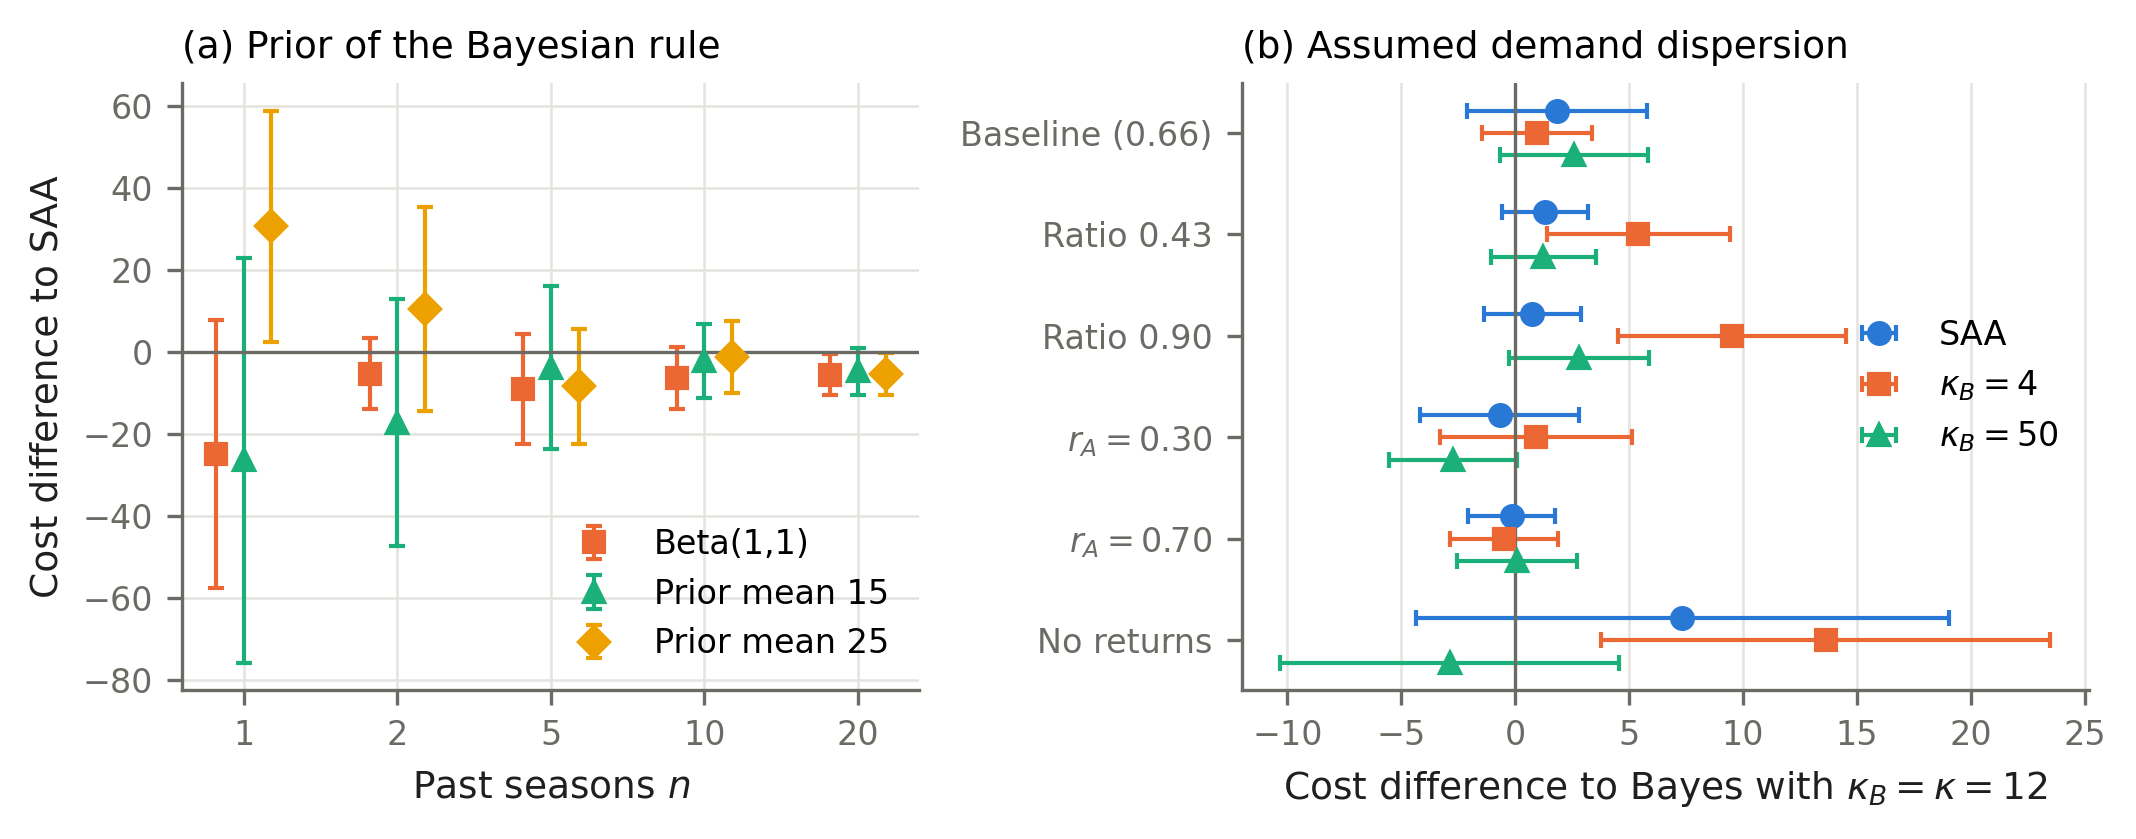 (a) Prior of the Bayesian rule
Cost difference to SAA
60
40
20
0
−20
−40
−60
−80
Beta(1,1)
Prior mean 15
Prior mean 25
1 2 5 10 20
Past seasons n
(b) Assumed demand dispersion
Baseline (0.66)
Ratio 0.43
Ratio 0.90
r_A = 0.30
r_A = 0.70
No returns
SAA
κ_B = 4
κ_B = 50
−10 −5 0 5 10 15 20 25
Cost difference to Bayes with κ_B = κ = 12